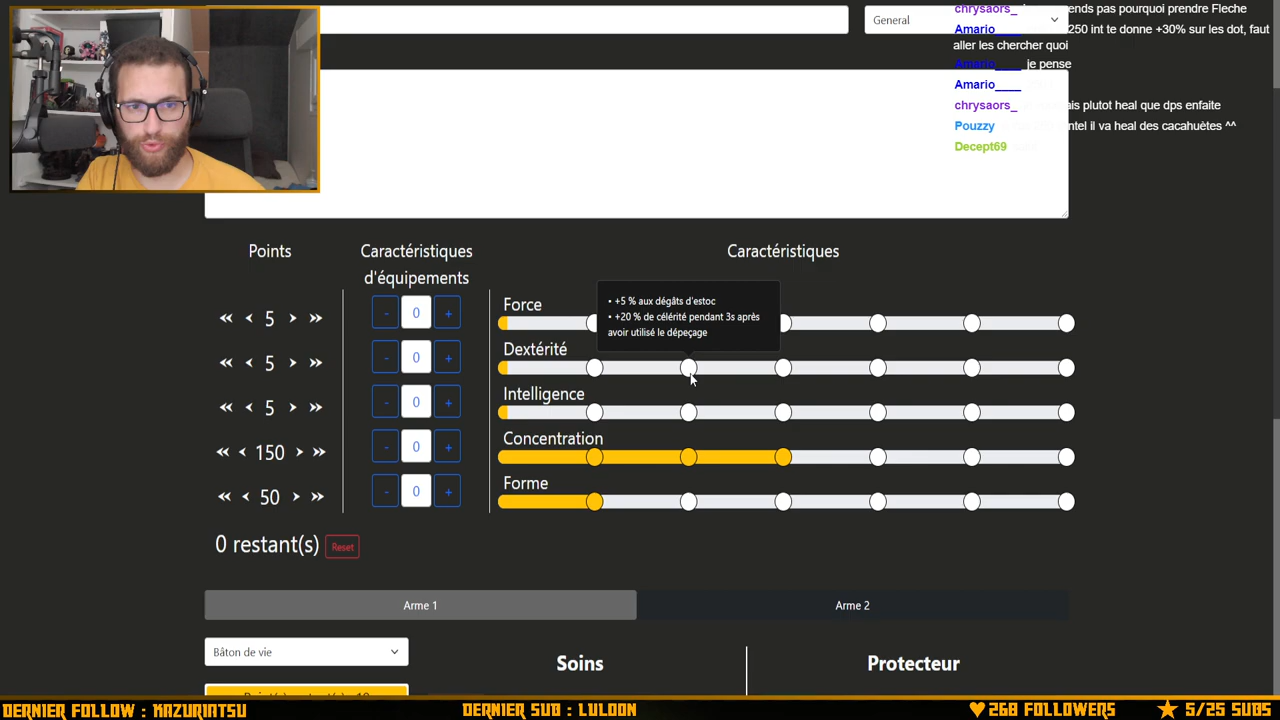 chrysaors_ ends pas pourquoi prendre Fleche
General
Amario____ 250 int te donne +30% sur les dot, faut
aller les chercher quoi
Amario____ je pense
Amario____
chrysaors_ ais plutot heal que dps enfaite
Pouzzy ntel il va heal des cacahuètes ^^
Decept69
Points
Caractéristiques
d'équipements
Caractéristiques
5
- 0 +
Force
• +5 % aux dégâts d'estoc
• +20 % de célérité pendant 3s après
avoir utilisé le dépeçage
5
- 0 +
Dextérité
5
- 0 +
Intelligence
150
- 0 +
Concentration
50
- 0 +
Forme
0 restant(s) Reset
Arme 1
Arme 2
Bâton de vie
Soins
Protecteur
DERNIER FOLLOW : KAZURIATSU
DERNIER SUB : LULOON
268 FOLLOWERS
5/25 SUBS